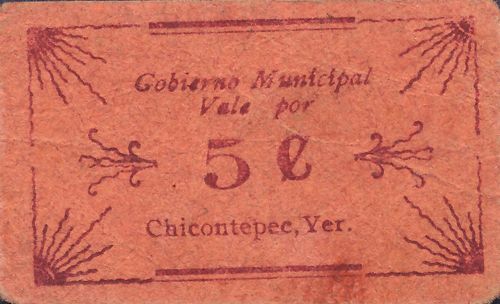 Gobierno Municipal
Vale por
5 ¢
Chicontepec, Ver.